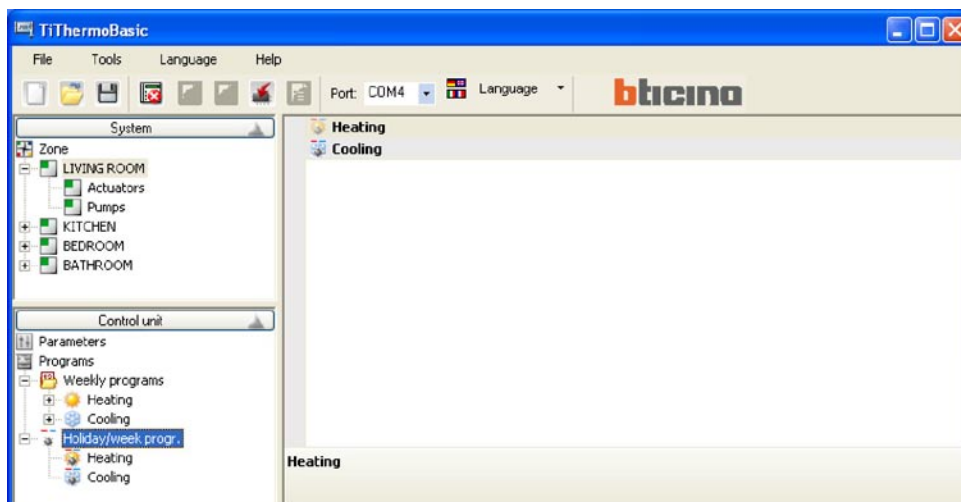 TiThermoBasic
File Tools Language Help
Port: COM4 Language bticino
System
Zone
LIVING ROOM
Actuators
Pumps
KITCHEN
BEDROOM
BATHROOM
Control unit
Parameters
Programs
Weekly programs
Heating
Cooling
Holiday/week progr.
Heating
Cooling
Heating
Cooling
Heating